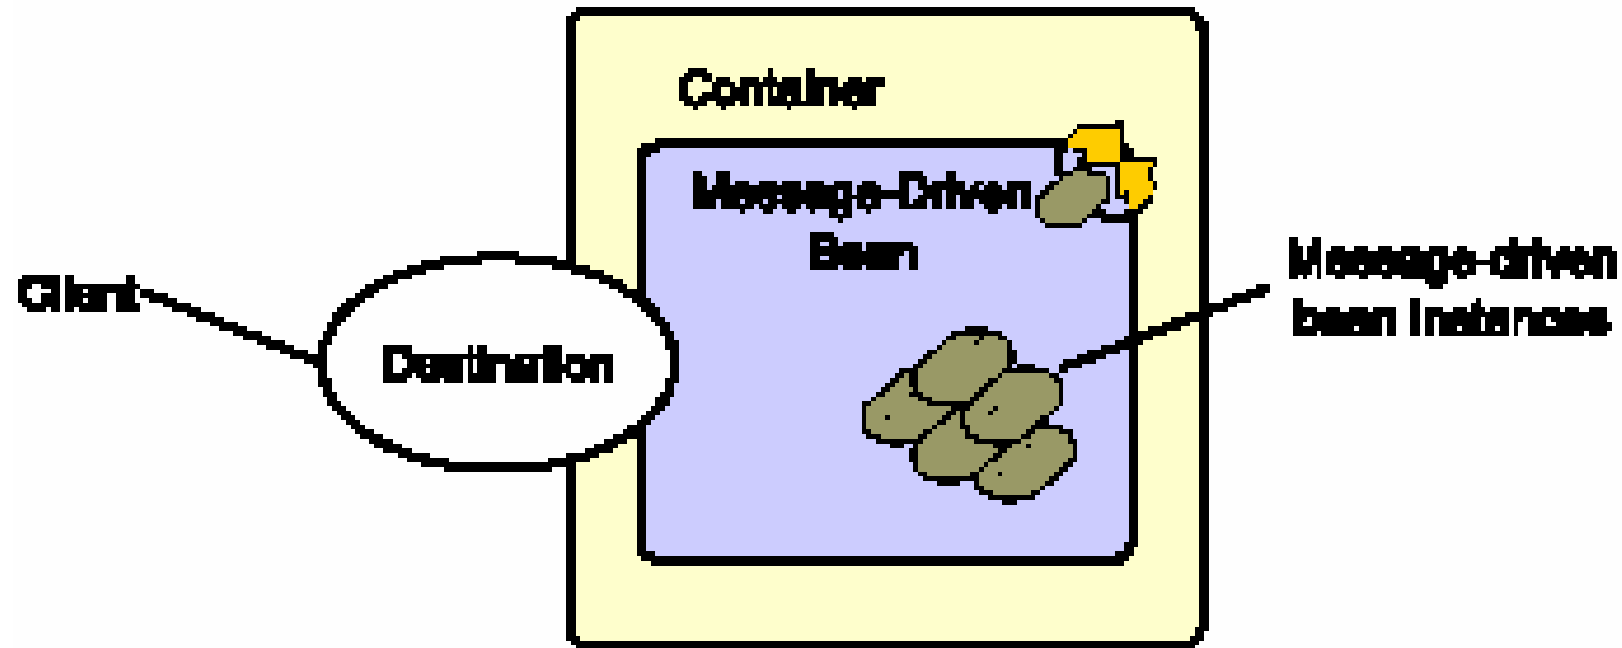 Container
Message-Driven
Bean
Client
Destination
Message-driven
bean instances